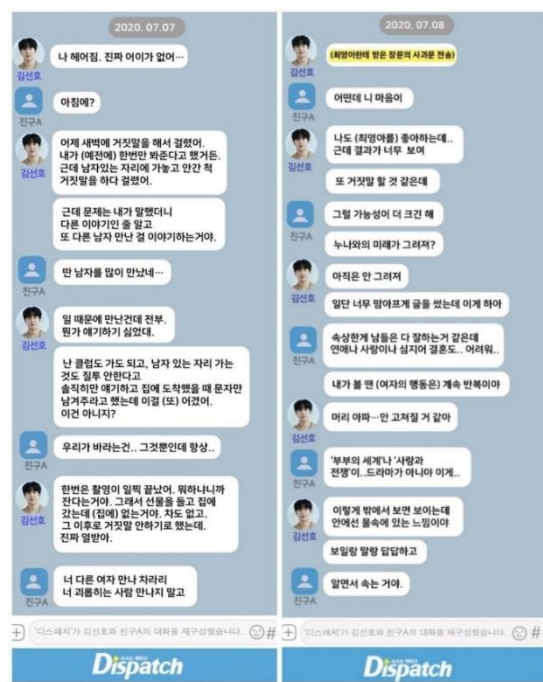 2020. 07.07
김선호
나 헤어짐. 진짜 어이가 없어…
친구A
아침에?
김선호
어제 새벽에 거짓말을 해서 걸렸어.
내가 (예전에) 한번만 봐준다고 했거든.
근데 남자있는 자리에 가놓고 안간 척
거짓말을 하다 걸렸어.
근데 문제는 내가 말했더니
다른 이야기인 줄 알고
또 다른 남자 만난 걸 이야기하는거야.
친구A
딴 남자를 많이 만났네…
김선호
일 때문에 만난건데 전부.
뭔가 얘기하기 싫었대.
난 클럽도 가도 되고, 남자 있는 자리 가는
것도 질투 안한다고
솔직히만 얘기하고 집에 도착했을 때 문자만
남겨주라고 했는데 이걸 (또) 어겼어.
이건 아니지?
친구A
우리가 바라는건.. 그것뿐인데 항상..
김선호
한번은 촬영이 일찍 끝났어. 뭐하냐니까
잔다는거야. 그래서 선물을 들고 집에
갔는데 (집에) 없는거야. 차도 없고.
그 이후로 거짓말 안하기로 했는데.
진짜 열받아.
친구A
너 다른 여자 만나 차라리
너 괴롭히는 사람 만나지 말고
'디스패치'가 김선호와 친구A의 대화를 재구성했습니다.
#
뉴스는 팩트다
Dispatch
2020. 07.08
김선호
(최영아한테 받은 장문의 사과문 전송)
친구A
어떤데 니 마음이
김선호
나도 (최영아를) 좋아하는데..
근데 결과가 너무 보여
또 거짓말 할 것 같은데
친구A
그럴 가능성이 더 크긴 해
누나와의 미래가 그려져?
김선호
아직은 안 그려져
일단 너무 맘아프게 글을 썼는데 이게 하아
친구A
속상한게 남들은 다 잘하는거 같은데
연애나 사랑이나 심지어 결혼도.. 어려워..
내가 볼 땐 (여자의 행동은) 계속 반복이야
김선호
머리 아파…안 고쳐질 거 같아
친구A
'부부의 세계'나 '사랑과
전쟁'이..드라마가 아니야 이게..
김선호
이렇게 밖에서 보면 보이는데
안에선 물속에 있는 느낌이야
보일랑 말랑 답답하고
친구A
알면서 속는 거야.
'디스패치'가 김선호와 친구A의 대화를 재구성했습니다.
#
뉴스는 팩트다
Dispatch